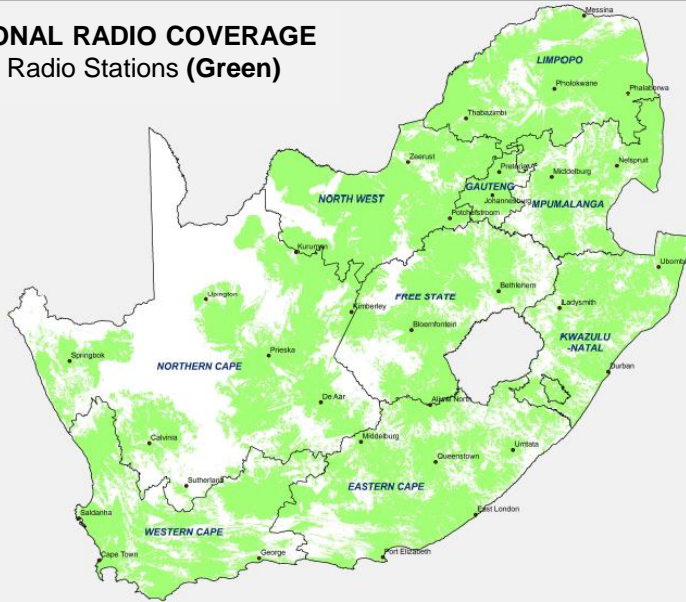 ONAL RADIO COVERAGE
Radio Stations (Green)
Messina
LIMPOPO
Pholokwane
Phalaborwa
Thabazimbi
Zeerust
Pretoria
Nelspruit
Middelburg
GAUTENG
NORTH WEST
Johannesburg
MPUMALANGA
Potchefstroom
Kuruman
Ubombo
Upington
FREE STATE
Bethlehem
Ladysmith
Kimberley
Bloemfontein
KWAZULU
-NATAL
Springbok
Prieska
NORTHERN CAPE
Durban
De Aar
Aliwal North
Calvinia
Middelburg
Umtata
Queenstown
Sutherland
EASTERN CAPE
Saldanha
East London
WESTERN CAPE
Cape Town
George
Port Elizabeth